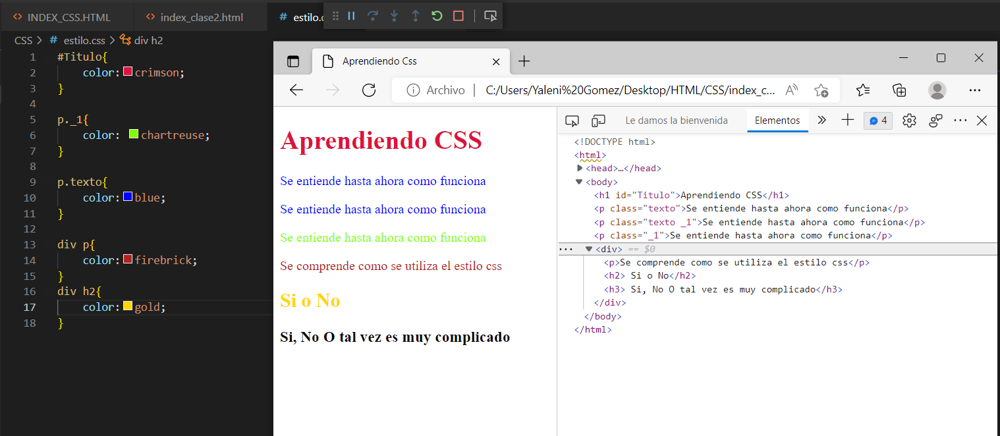 INDEX_CSS.HTML
index_clase2.html
# estilo.c
CSS > # estilo.css > div h2
1 #Titulo{
2 color: crimson;
3 }
4
5 p._1{
6 color: chartreuse;
7 }
8
9 p.texto{
10 color: blue;
11 }
12
13 div p{
14 color: firebrick;
15 }
16 div h2{
17 color: gold;
18 }
Aprendiendo Css
Archivo | C:/Users/Yaleni%20Gomez/Desktop/HTML/CSS/index_c...
Aprendiendo CSS
Se entiende hasta ahora como funciona
Se entiende hasta ahora como funciona
Se entiende hasta ahora como funciona
Se comprende como se utiliza el estilo css
Si o No
Si, No O tal vez es muy complicado
Le damos la bienvenida
Elementos
4
<!DOCTYPE html>
<html>
<head>…</head>
<body>
<h1 id="Titulo">Aprendiendo CSS</h1>
<p class="texto">Se entiende hasta ahora como funciona</p>
<p class="texto _1">Se entiende hasta ahora como funciona</p>
<p class="_1">Se entiende hasta ahora como funciona</p>
<div> == $0
<p>Se comprende como se utiliza el estilo css</p>
<h2> Si o No</h2>
<h3> Si, No O tal vez es muy complicado</h3>
</div>
</body>
</html>